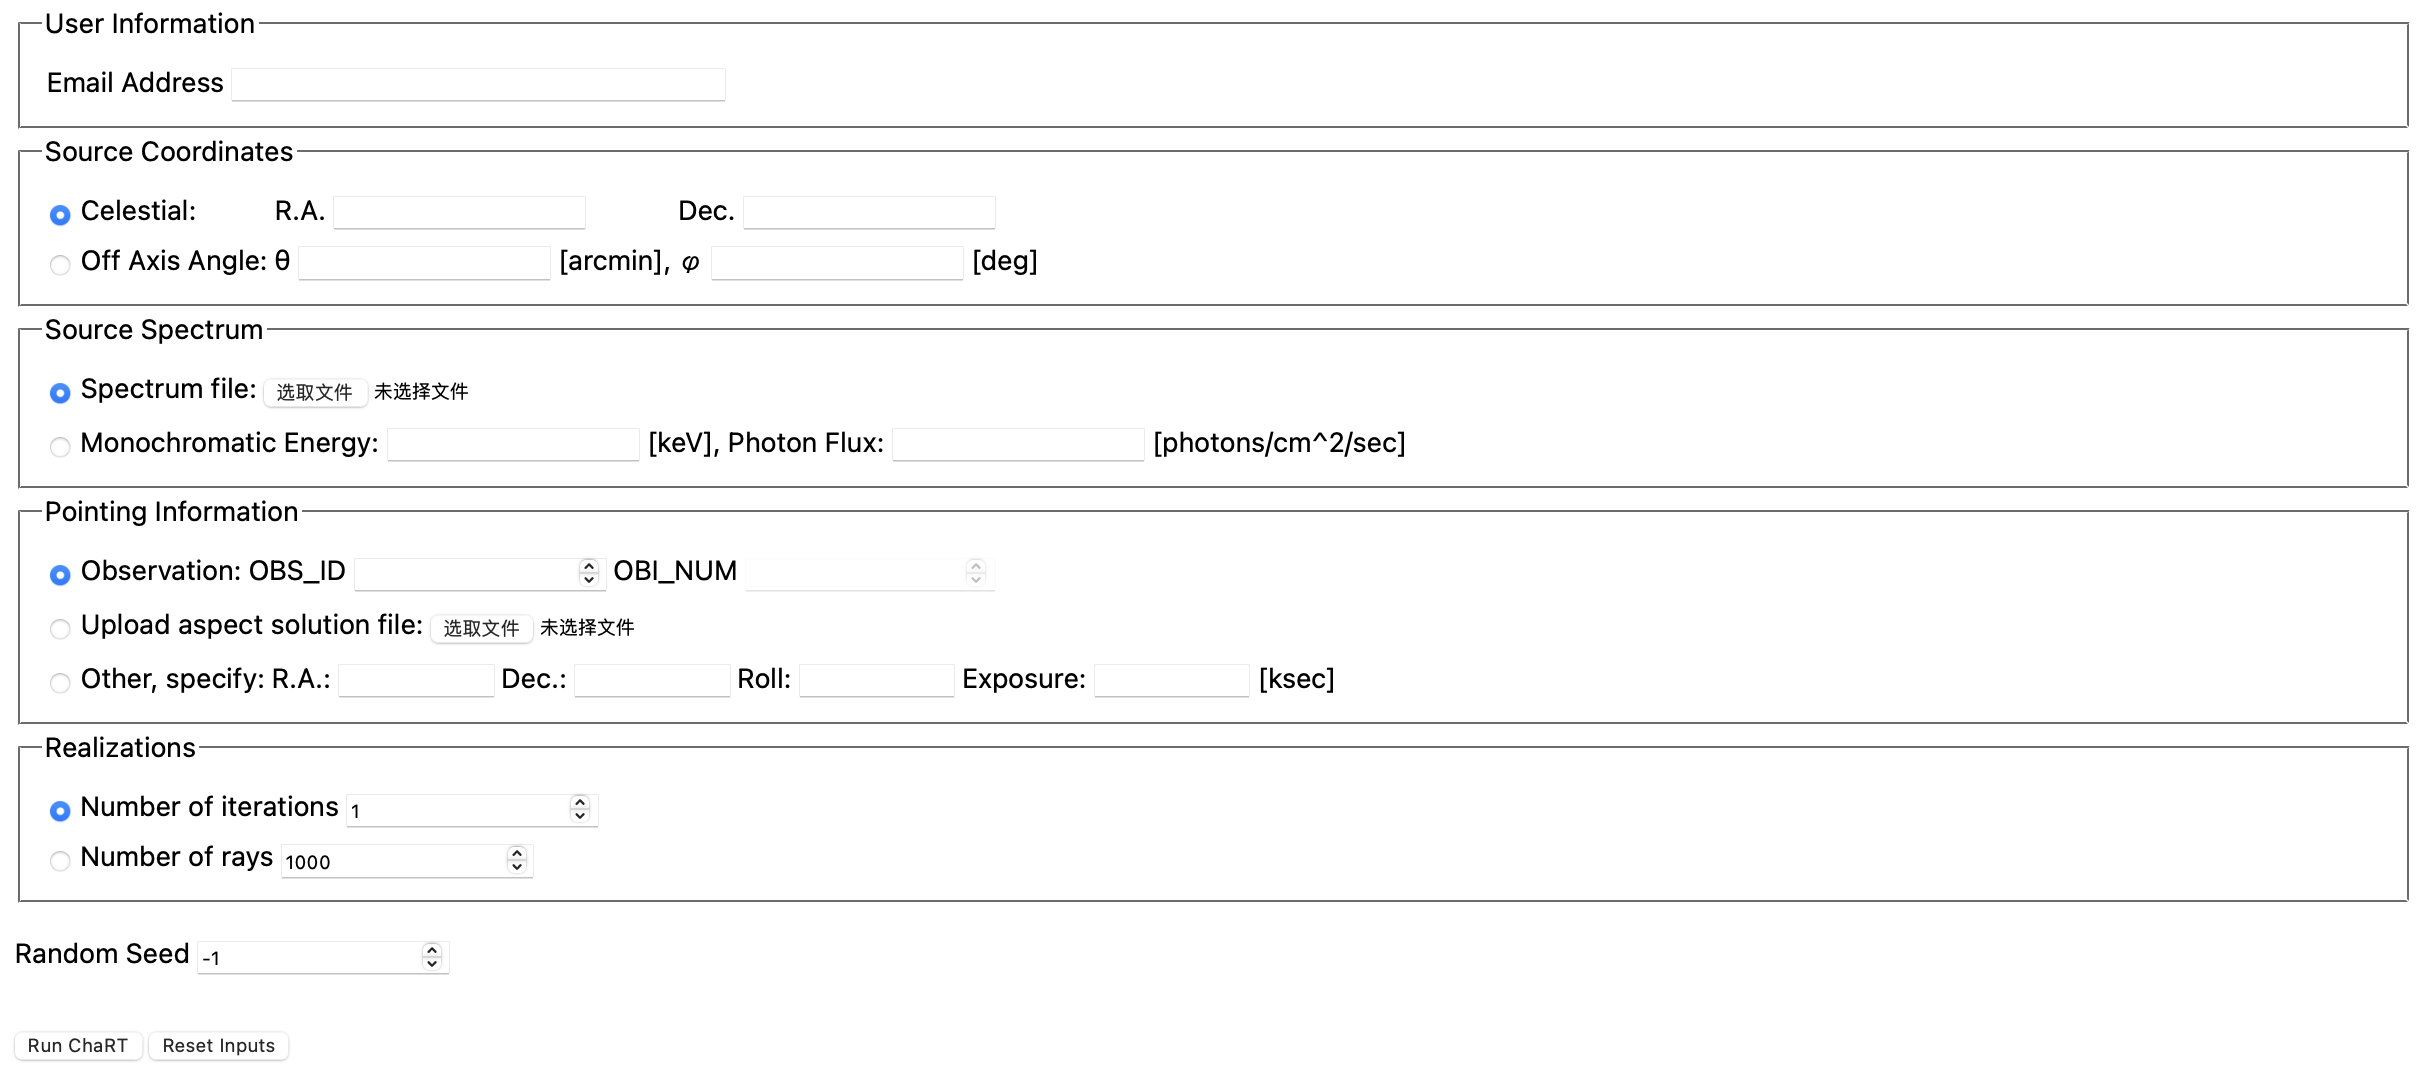 User Information
Email Address
Source Coordinates
Celestial: R.A. Dec.
Off Axis Angle: θ [arcmin], φ [deg]
Source Spectrum
Spectrum file: 选取文件 未选择文件
Monochromatic Energy: [keV], Photon Flux: [photons/cm^2/sec]
Pointing Information
Observation: OBS_ID OBI_NUM
Upload aspect solution file: 选取文件 未选择文件
Other, specify: R.A.: Dec.: Roll: Exposure: [ksec]
Realizations
Number of iterations 1
Number of rays 1000
Random Seed -1
Run ChaRT Reset Inputs